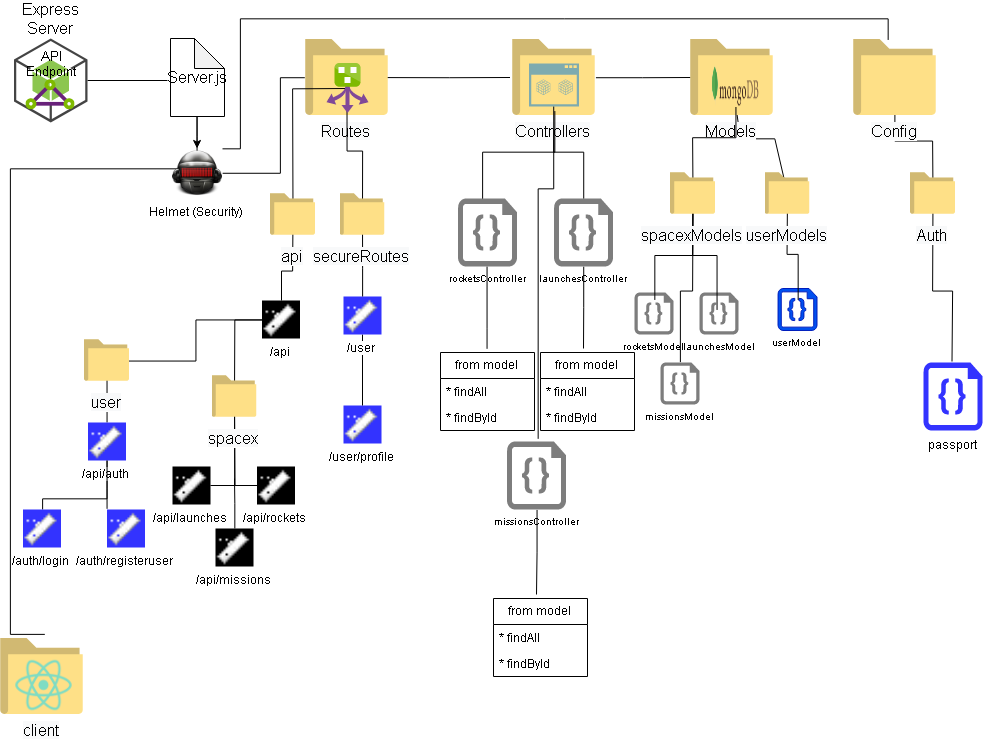 Express
Server
API
Endpoint
Server.js
mongoDB
Routes
Controllers
Models
Config
Helmet (Security)
api
secureRoutes
spacexModels
userModels
Auth
rocketsController
launchesController
/api
/user
rocketsModel
launchesModel
userModel
from model
* findAll
* findById
from model
* findAll
* findById
user
missionsModel
spacex
passport
/api/auth
/user/profile
/api/launches
/api/rockets
missionsController
/auth/login
/auth/registeruser
/api/missions
from model
* findAll
* findById
client